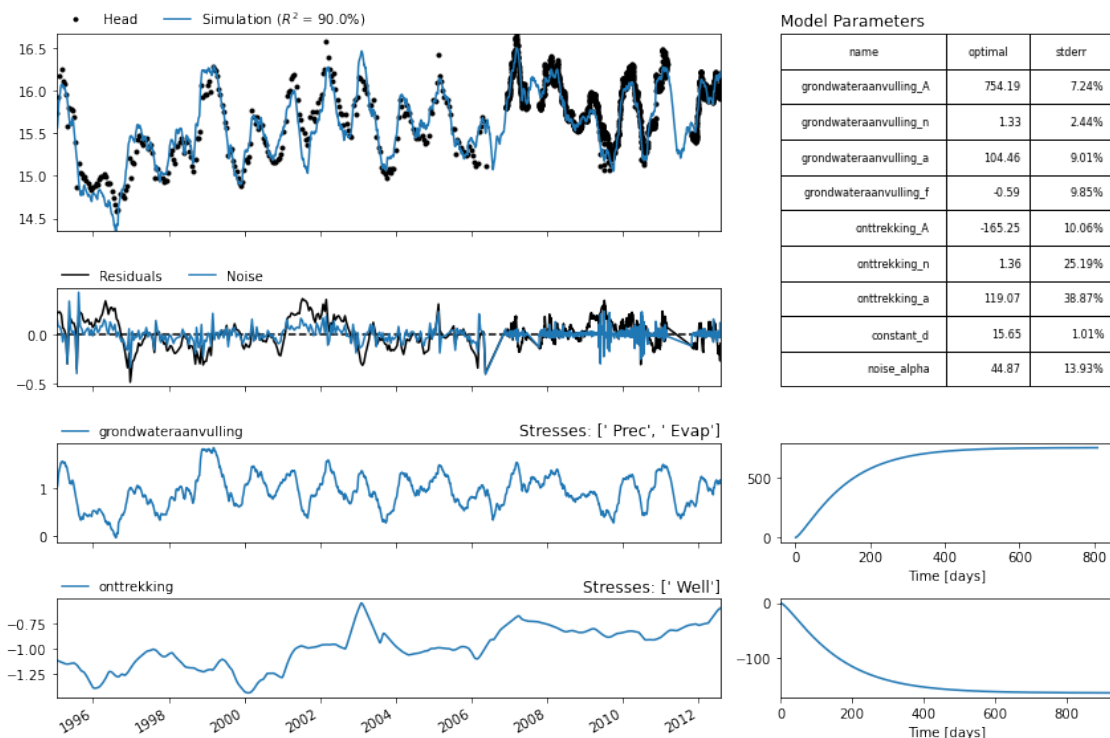 Head Simulation (R² = 90.0%)
16.5
16.0
15.5
15.0
14.5
Model Parameters
name optimal stderr
grondwateraanvulling_A 754.19 7.24%
grondwateraanvulling_n 1.33 2.44%
grondwateraanvulling_a 104.46 9.01%
grondwateraanvulling_f -0.59 9.85%
onttrekking_A -165.25 10.06%
onttrekking_n 1.36 25.19%
onttrekking_a 119.07 38.87%
constant_d 15.65 1.01%
noise_alpha 44.87 13.93%
Residuals Noise
0.0
−0.5
grondwateraanvulling Stresses: [' Prec', ' Evap']
1
0
500
0
0 200 400 600 800
Time [days]
onttrekking Stresses: [' Well']
−0.75
−1.00
−1.25
1996 1998 2000 2002 2004 2006 2008 2010 2012
0
−100
0 200 400 600 800
Time [days]